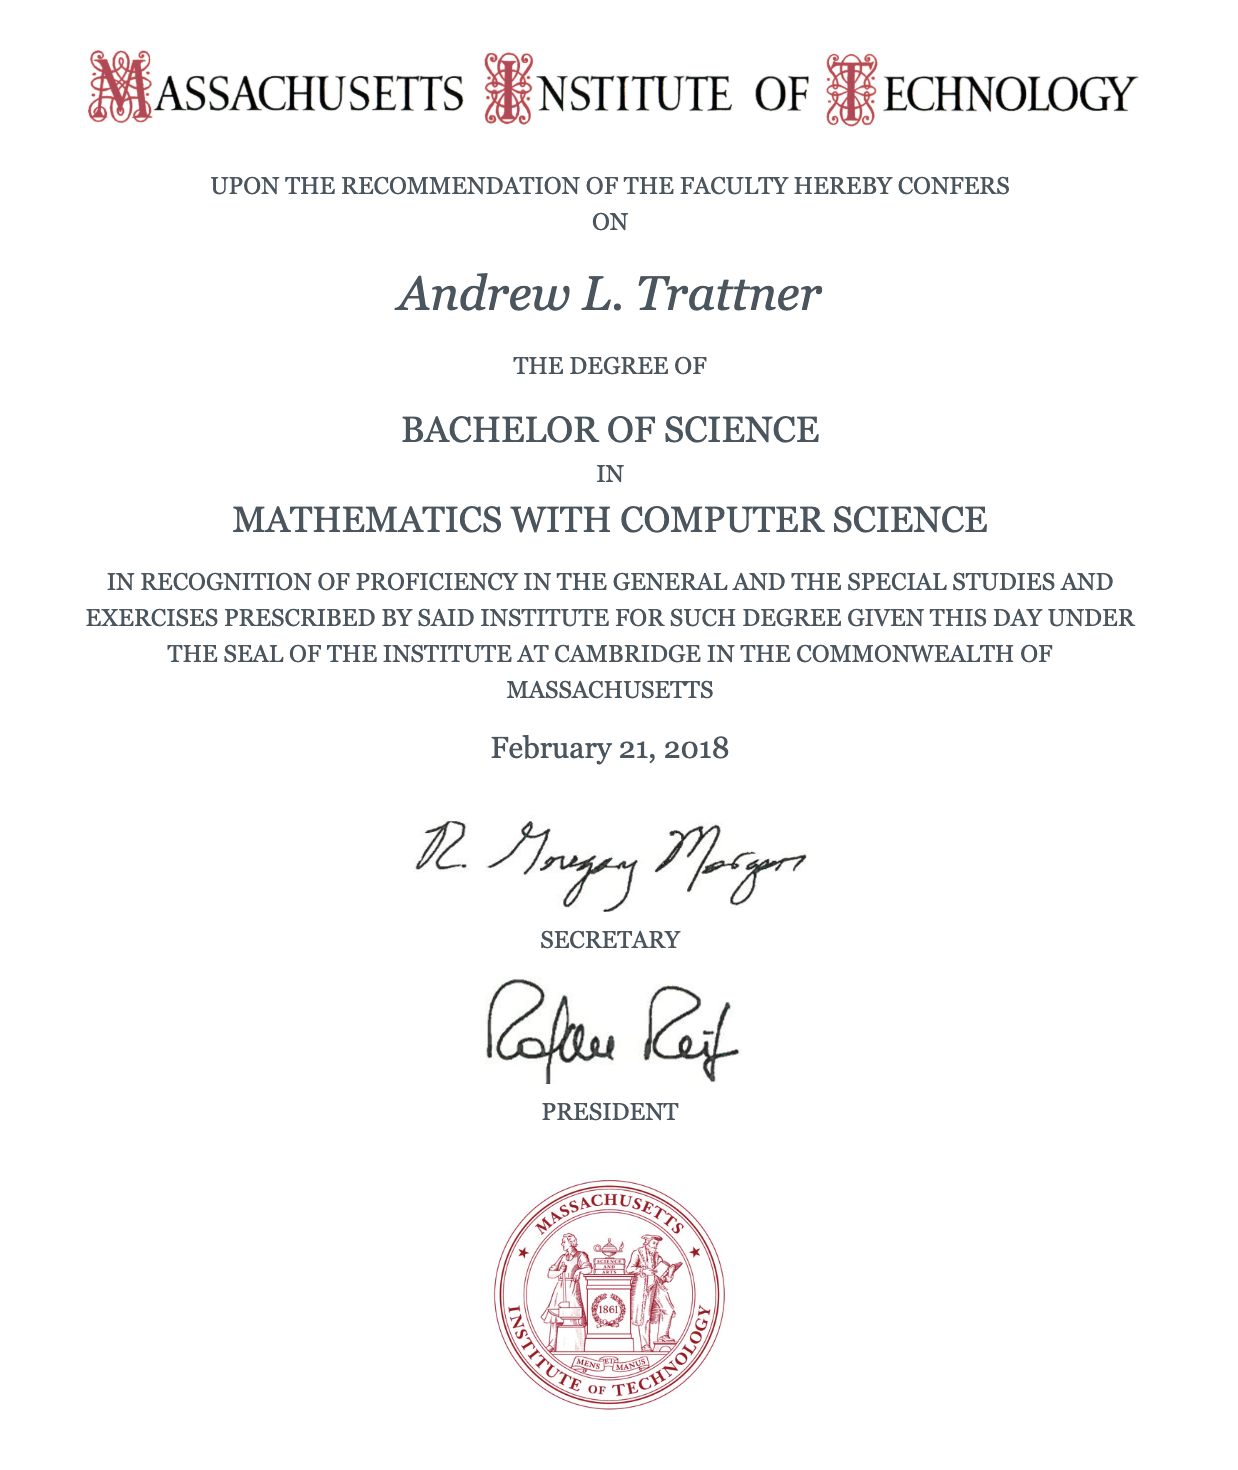 MASSACHUSETTS INSTITUTE OF TECHNOLOGY
UPON THE RECOMMENDATION OF THE FACULTY HEREBY CONFERS
ON
Andrew L. Trattner
THE DEGREE OF
BACHELOR OF SCIENCE
IN
MATHEMATICS WITH COMPUTER SCIENCE
IN RECOGNITION OF PROFICIENCY IN THE GENERAL AND THE SPECIAL STUDIES AND
EXERCISES PRESCRIBED BY SAID INSTITUTE FOR SUCH DEGREE GIVEN THIS DAY UNDER
THE SEAL OF THE INSTITUTE AT CAMBRIDGE IN THE COMMONWEALTH OF
MASSACHUSETTS
February 21, 2018
R. Gregory Morgan
SECRETARY
Rafael Reif
PRESIDENT
MASSACHUSETTS
SCIENCE
AND
ARTS
1861
MENS ET MANUS
INSTITUTE OF TECHNOLOGY